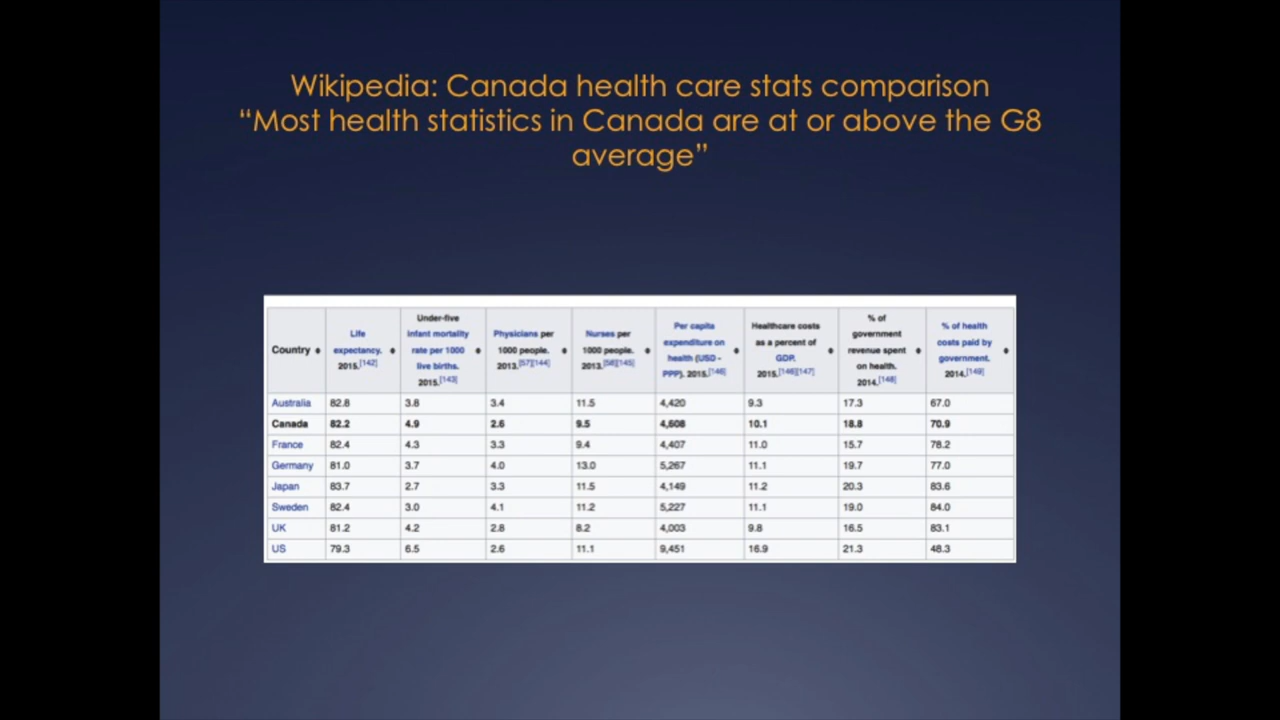 Wikipedia: Canada health care stats comparison
“Most health statistics in Canada are at or above the G8
average”
Country Life expectancy. 2015.[142] Under-five infant mortality rate per 1000 live births. 2015.[143] Physicians per 1000 people. 2013.[57][144] Nurses per 1000 people. 2013.[58][145] Per capita expenditure on health (USD - PPP). 2015.[146] Healthcare costs as a percent of GDP. 2015.[146][147] % of government revenue spent on health. 2014.[148] % of health costs paid by government. 2014.[149]
Australia 82.8 3.8 3.4 11.5 4,420 9.3 17.3 67.0
Canada 82.2 4.9 2.6 9.5 4,608 10.1 18.8 70.9
France 82.4 4.3 3.3 9.4 4,407 11.0 15.7 78.2
Germany 81.0 3.7 4.0 13.0 5,267 11.1 19.7 77.0
Japan 83.7 2.7 3.3 11.5 4,149 11.2 20.3 83.6
Sweden 82.4 3.0 4.1 11.2 5,227 11.1 19.0 84.0
UK 81.2 4.2 2.8 8.2 4,003 9.8 16.5 83.1
US 79.3 6.5 2.6 11.1 9,451 16.9 21.3 48.3